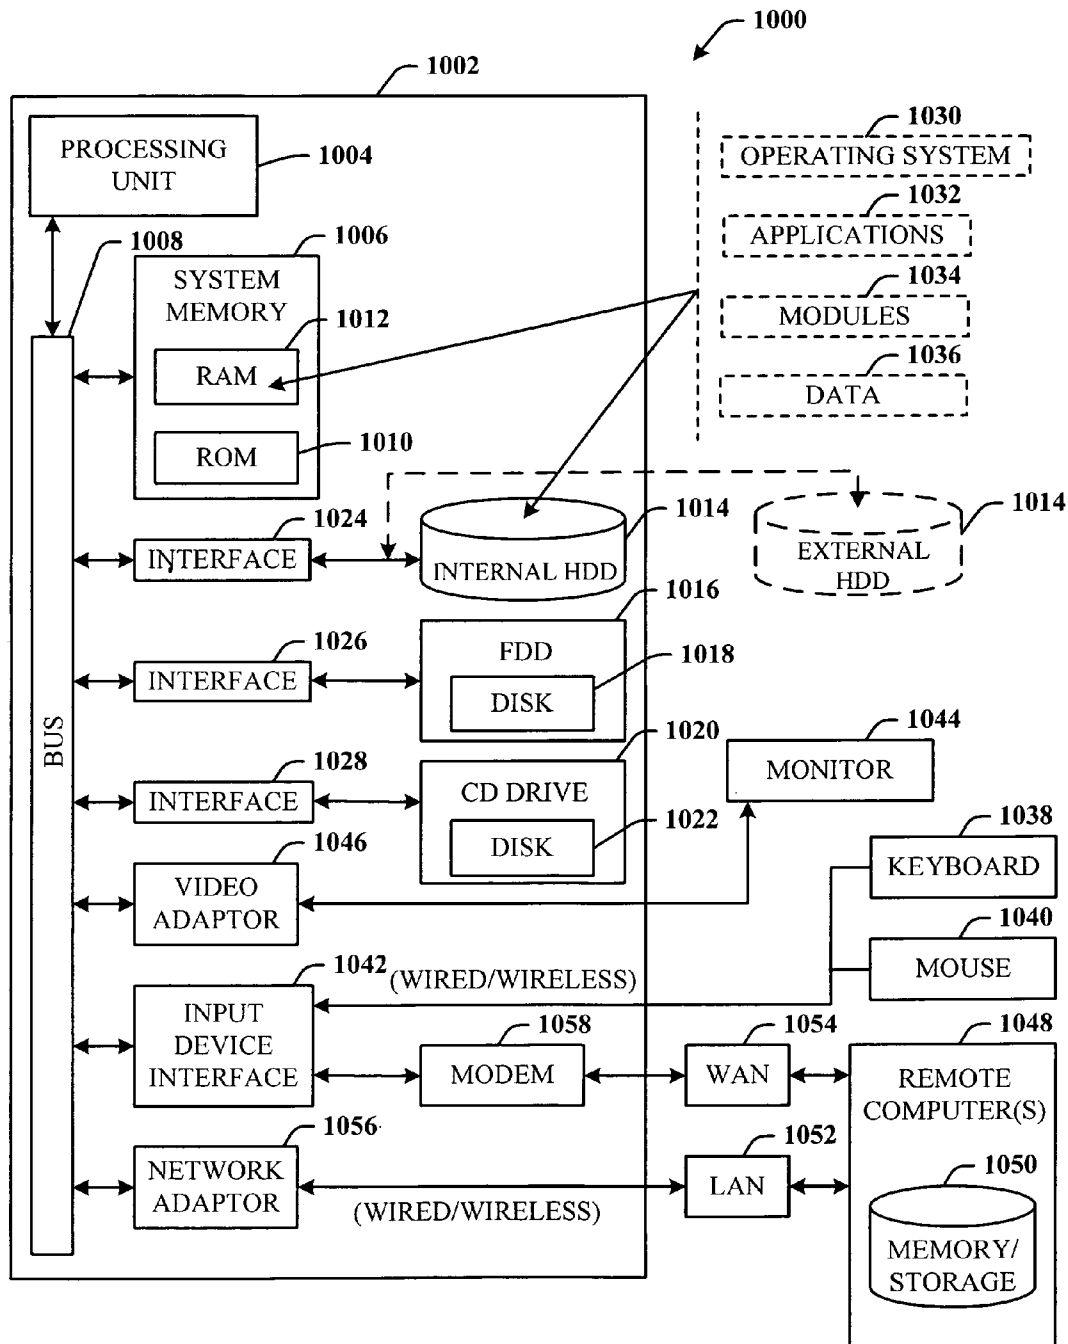 1000
1002
PROCESSING
UNIT
1004
1030
OPERATING SYSTEM
1032
APPLICATIONS
1034
MODULES
1036
DATA
1008
1006
SYSTEM
MEMORY
1012
RAM
1010
ROM
1024
INTERFACE
1014
INTERNAL HDD
1014
EXTERNAL
HDD
1016
FDD
1018
DISK
1026
INTERFACE
BUS
1020
CD DRIVE
1022
DISK
1028
INTERFACE
1044
MONITOR
1046
VIDEO
ADAPTOR
1038
KEYBOARD
1040
MOUSE
1042
(WIRED/WIRELESS)
INPUT
DEVICE
INTERFACE
1058
MODEM
1054
WAN
1048
REMOTE
COMPUTER(S)
1056
NETWORK
ADAPTOR
(WIRED/WIRELESS)
1052
LAN
1050
MEMORY/
STORAGE